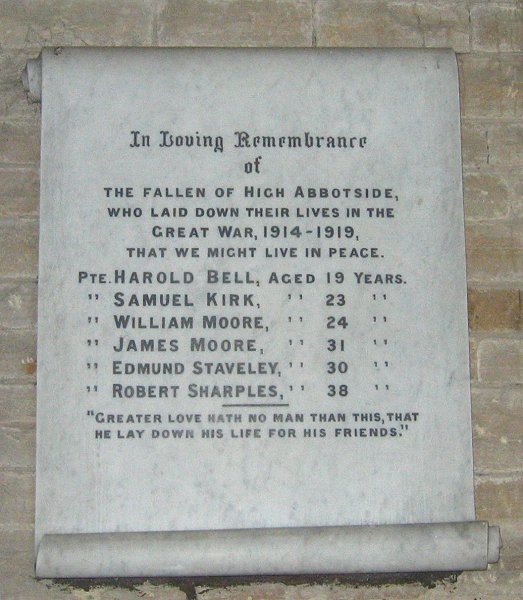 In Loving Remembrance
of
THE FALLEN OF HIGH ABBOTSIDE,
WHO LAID DOWN THEIR LIVES IN THE
GREAT WAR, 1914-1919,
THAT WE MIGHT LIVE IN PEACE.
PTE. HAROLD BELL, AGED 19 YEARS.
" SAMUEL KIRK, " 23 "
" WILLIAM MOORE, " 24 "
" JAMES MOORE, " 31 "
" EDMUND STAVELEY, " 30 "
" ROBERT SHARPLES, " 38 "
"GREATER LOVE HATH NO MAN THAN THIS, THAT
HE LAY DOWN HIS LIFE FOR HIS FRIENDS."